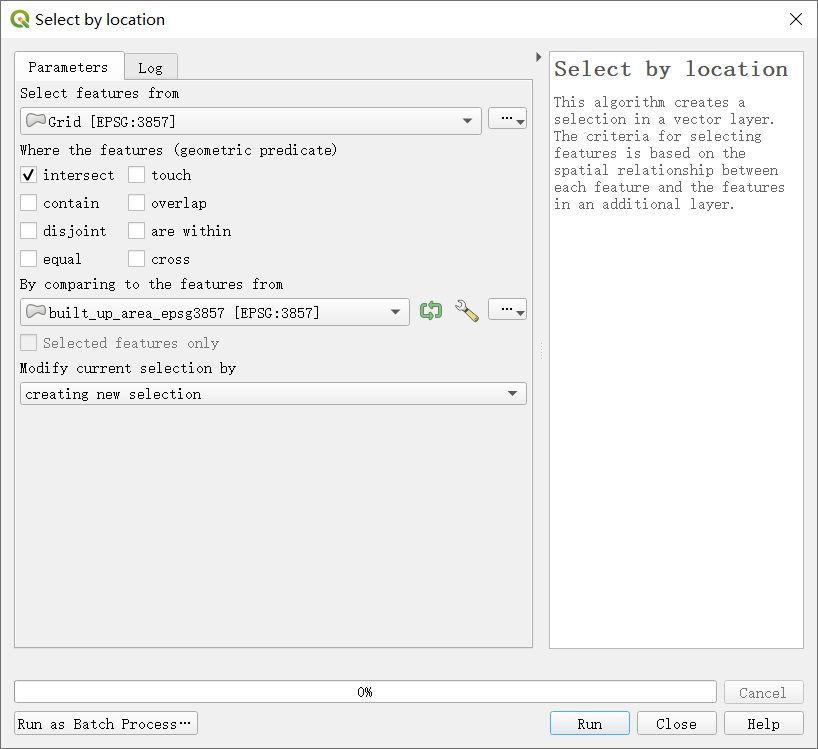 Select by location
Parameters
Log
Select features from
Grid [EPSG:3857]
…
Where the features (geometric predicate)
intersect
touch
contain
overlap
disjoint
are within
equal
cross
By comparing to the features from
built_up_area_epsg3857 [EPSG:3857]
…
Selected features only
Modify current selection by
creating new selection
Select by location
This algorithm creates a
selection in a vector layer.
The criteria for selecting
features is based on the
spatial relationship between
each feature and the features
in an additional layer.
0%
Cancel
Run as Batch Process…
Run
Close
Help